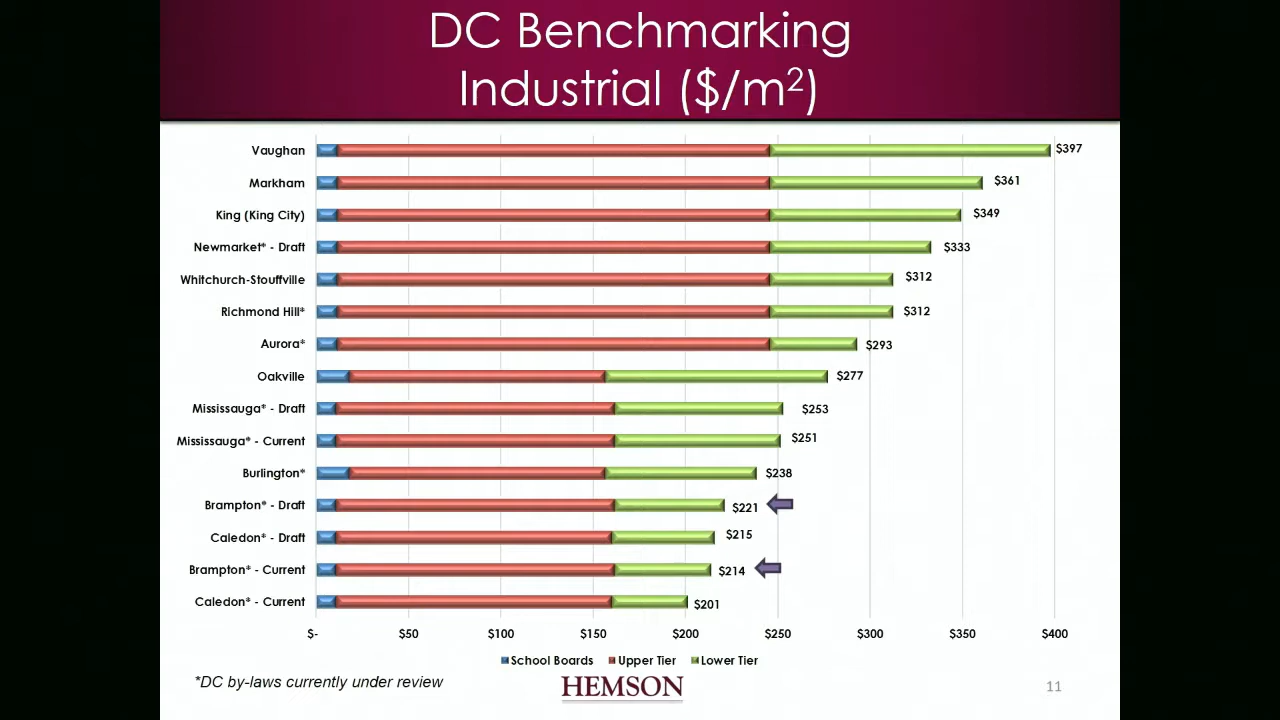 DC Benchmarking
Industrial ($/m²)
Vaughan $397
Markham $361
King (King City) $349
Newmarket* - Draft $333
Whitchurch-Stouffville $312
Richmond Hill* $312
Aurora* $293
Oakville $277
Mississauga* - Draft $253
Mississauga* - Current $251
Burlington* $238
Brampton* - Draft $221
Caledon* - Draft $215
Brampton* - Current $214
Caledon* - Current $201
$- $50 $100 $150 $200 $250 $300 $350 $400
School Boards Upper Tier Lower Tier
*DC by-laws currently under review
HEMSON
11